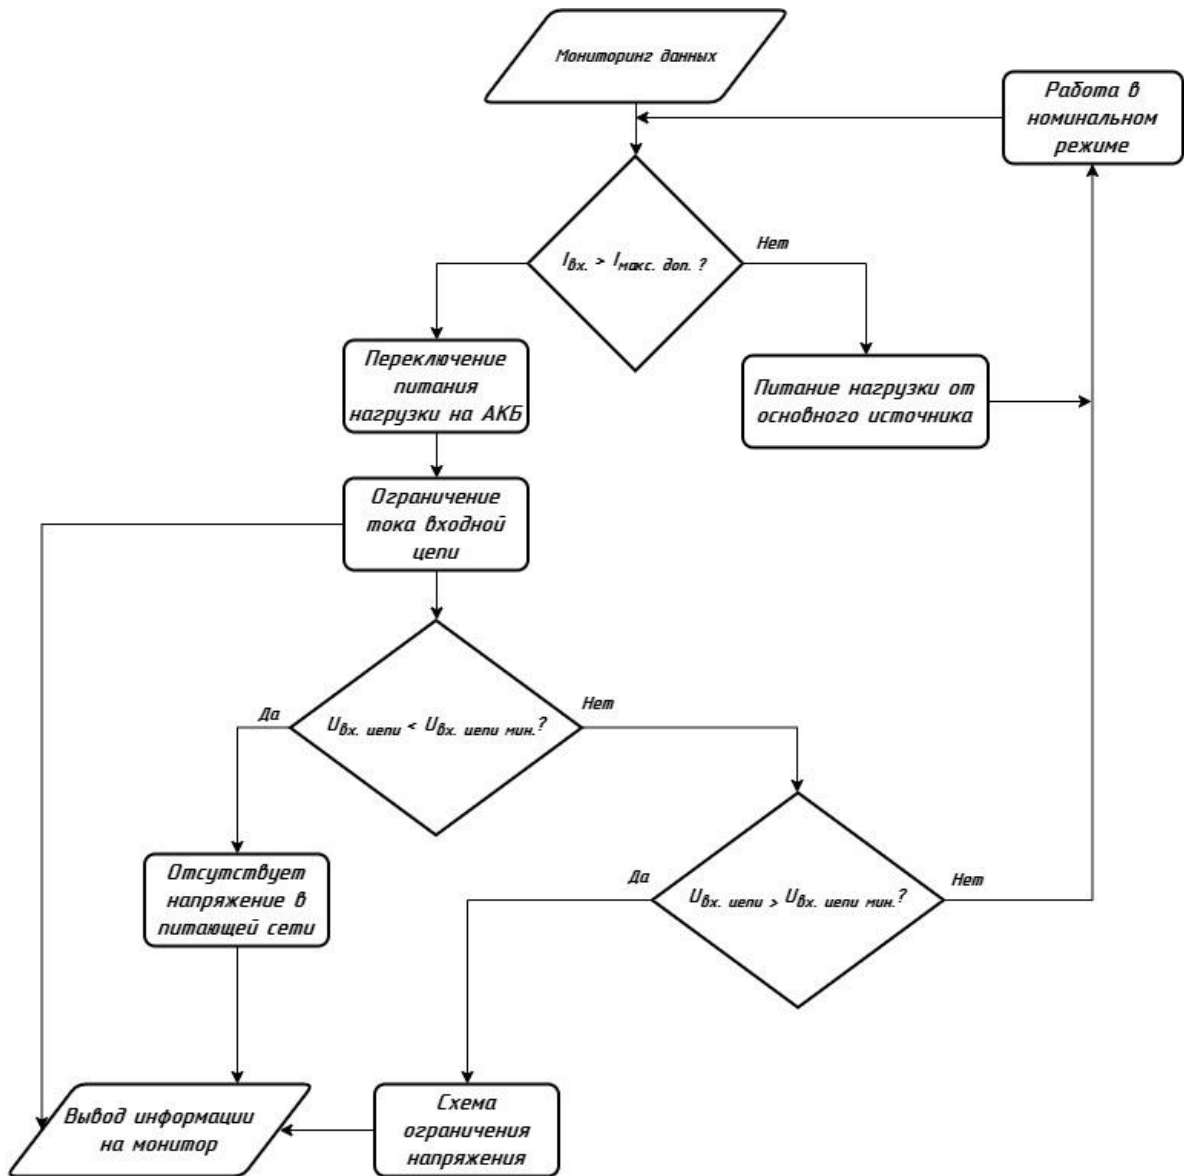 Мониторинг данных
Работа в
номинальном
режиме
Iвх. > Iмакс. доп. ?
Нет
Переключение
питания
нагрузки на АКБ
Питание нагрузки от
основного источника
Ограничение
тока входной
цепи
Да
Uвх. цепи < Uвх. цепи мин.?
Нет
Отсутствует
напряжение в
питающей сети
Да
Uвх. цепи > Uвх. цепи мин.?
Нет
Вывод информации
на монитор
Схема
ограничения
напряжения